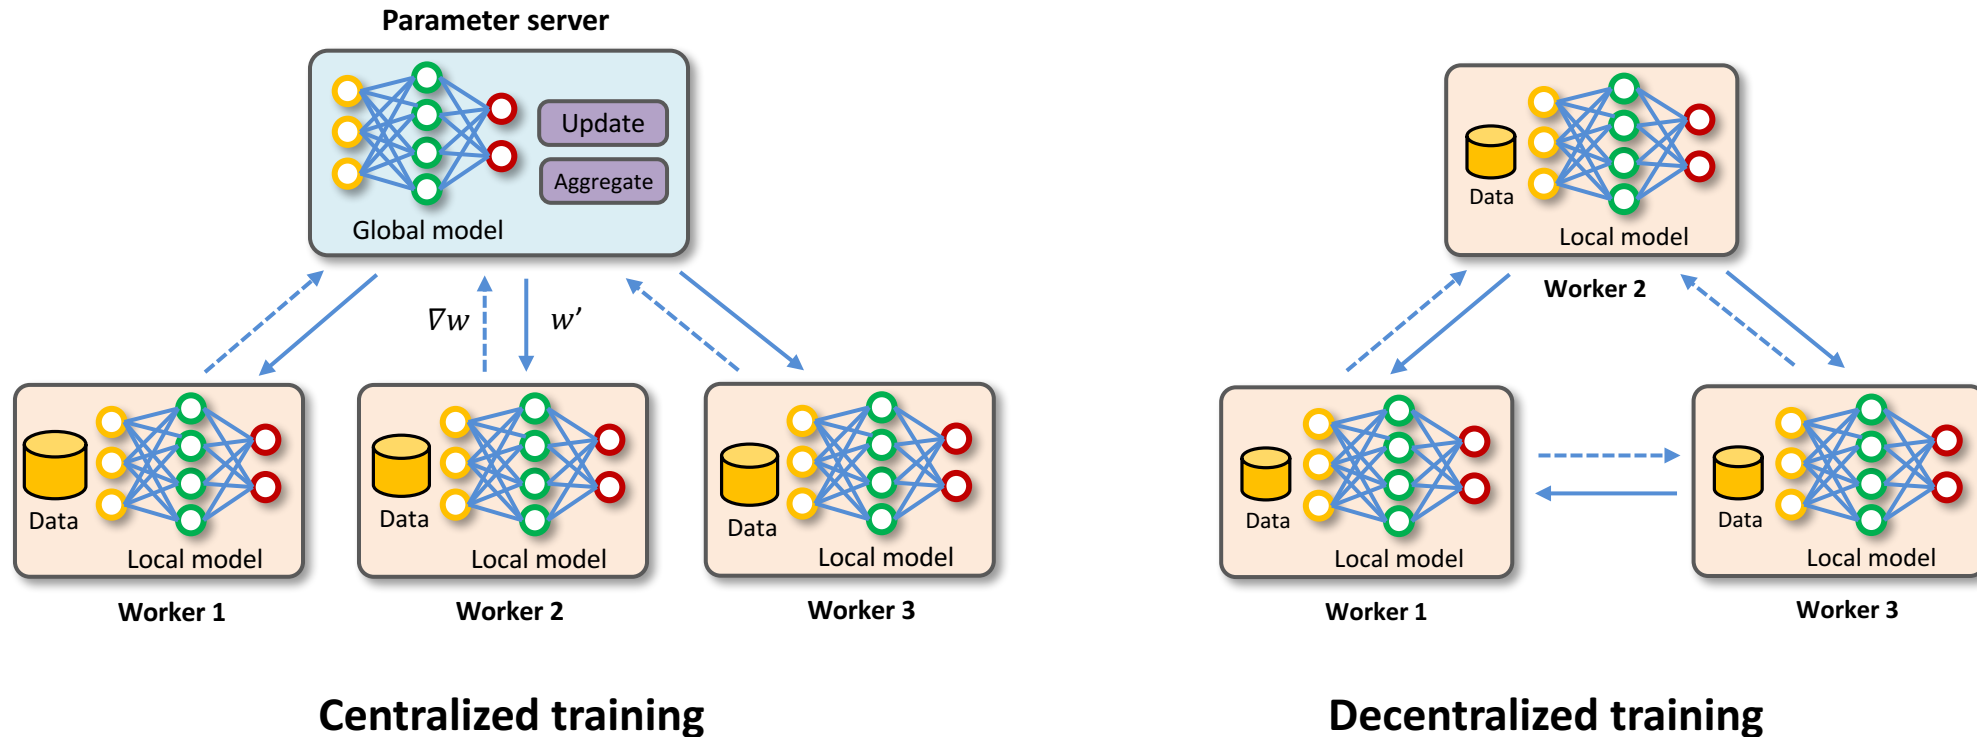 Parameter server
Update
Aggregate
Global model
∇w
w’
Data
Local model
Worker 1
Data
Local model
Worker 2
Data
Local model
Worker 3
Centralized training
Data
Local model
Worker 2
Data
Local model
Worker 1
Data
Local model
Worker 3
Decentralized training